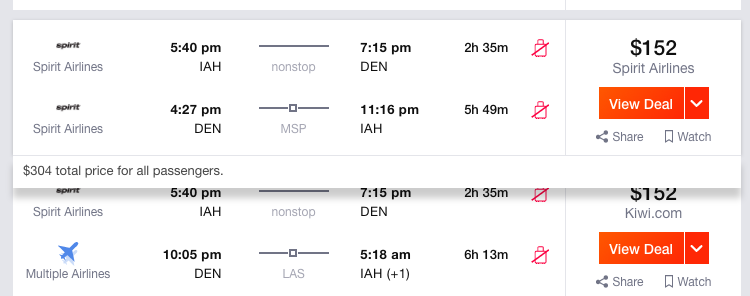 spirit 5:40 pm 7:15 pm 2h 35m $152
Spirit Airlines IAH nonstop DEN Spirit Airlines
View Deal
spirit 4:27 pm 11:16 pm 5h 49m
Spirit Airlines DEN MSP IAH
Share Watch
$304 total price for all passengers.
spirit 5:40 pm 7:15 pm 2h 35m $152
Spirit Airlines IAH nonstop DEN Kiwi.com
View Deal
10:05 pm 5:18 am 6h 13m
Multiple Airlines DEN LAS IAH (+1)
Share Watch